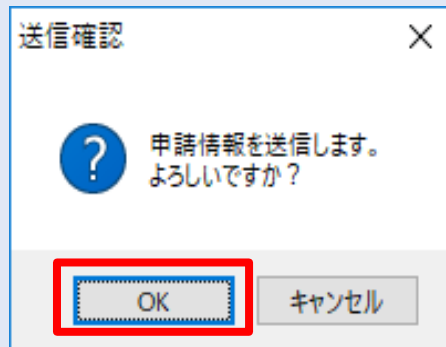 送信確認
申請情報を送信します。
よろしいですか？
OK
キャンセル